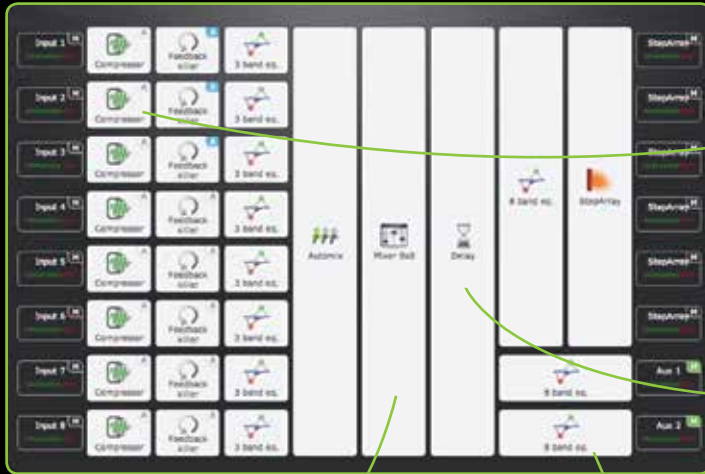 Input 1 M Compressor A Feedback killer A 3 band eq. StepArray M
Input 2 M Compressor A Feedback killer A 3 band eq. StepArray M
Input 3 M Compressor A Feedback killer A 3 band eq. StepArray M
Input 4 M Compressor A Feedback killer A 3 band eq. 8 band eq. StepArray StepArray M
Input 5 M Compressor A Feedback killer A 3 band eq. Automix Mixer 8x8 Delay StepArray M
Input 6 M Compressor A Feedback killer A 3 band eq. StepArray M
Input 7 M Compressor A Feedback killer A 3 band eq. 8 band eq. Aux 1 M
Input 8 M Compressor A Feedback killer A 3 band eq. 8 band eq. Aux 2 M